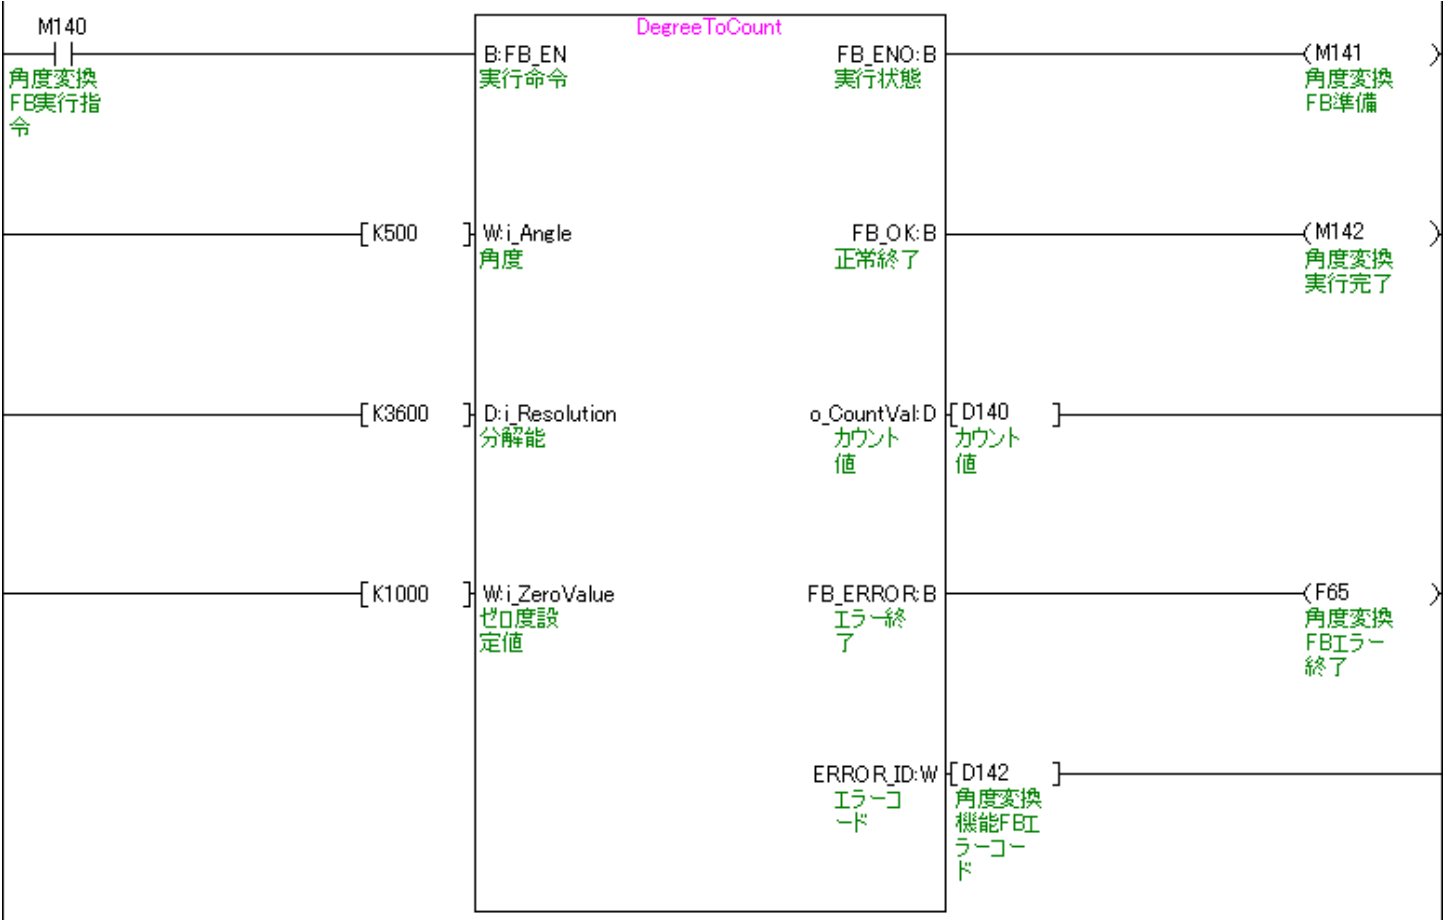 DegreeToCount
M140
角度変換
FB実行指
令
B:FB_EN
実行命令
FB_ENO:B
実行状態
M141
角度変換
FB準備
K500
W:i_Angle
角度
FB_OK:B
正常終了
M142
角度変換
実行完了
K3600
D:i_Resolution
分解能
o_CountVal:D
カウント
値
D140
カウント
値
K1000
W:i_ZeroValue
ゼロ度設
定値
FB_ERROR:B
エラー終
了
F65
角度変換
FBエラー
終了
ERROR_ID:W
エラーコ
ード
D142
角度変換
機能FBエ
ラーコー
ド